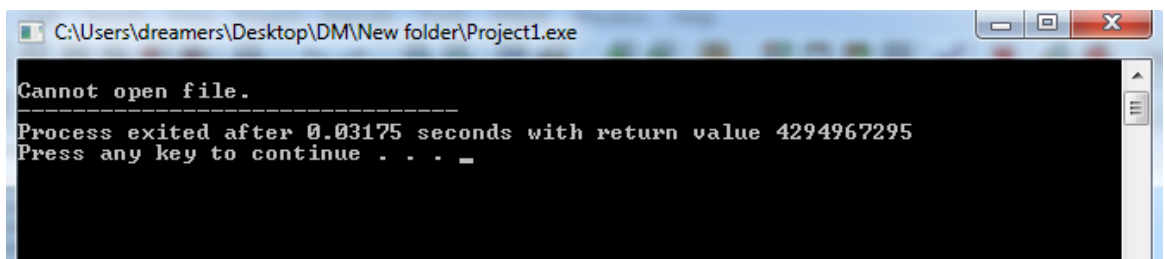 C:\Users\dreamers\Desktop\DM\New folder\Project1.exe
Cannot open file.
--------------------------------
Process exited after 0.03175 seconds with return value 4294967295
Press any key to continue . . . _